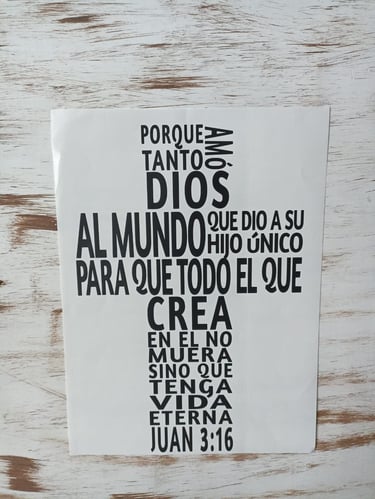 PORQUE
TANTO
AMÓ
DIOS
AL MUNDO
QUE DIO A SU
HIJO ÚNICO
PARA QUE TODO EL QUE
CREA
EN EL NO
MUERA
SINO QUE
TENGA
VIDA
ETERNA
JUAN 3:16